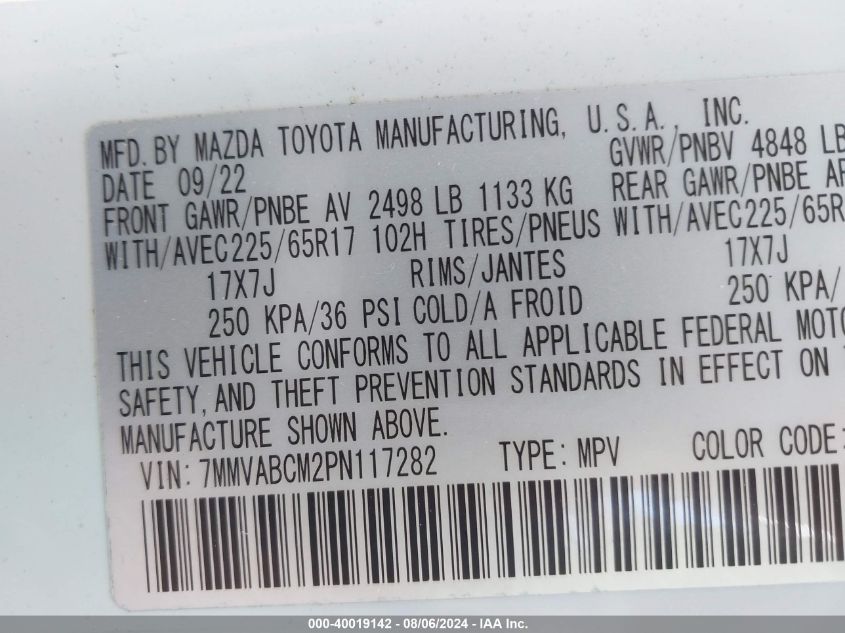 MFD. BY MAZDA TOYOTA MANUFACTURING, U.S.A., INC.
DATE 09/22 GVWR/PNBV 4848 LB
FRONT GAWR/PNBE AV 2498 LB 1133 KG REAR GAWR/PNBE AR
WITH/AVEC225/65R17 102H TIRES/PNEUS WITH/AVEC225/65R
17X7J RIMS/JANTES 17X7J
250 KPA/36 PSI COLD/A FROID 250 KPA/
THIS VEHICLE CONFORMS TO ALL APPLICABLE FEDERAL MOTO
SAFETY, AND THEFT PREVENTION STANDARDS IN EFFECT ON
MANUFACTURE SHOWN ABOVE.
VIN: 7MMVABCM2PN117282 TYPE: MPV COLOR CODE:
000-40019142 - 08/06/2024 - IAA Inc.